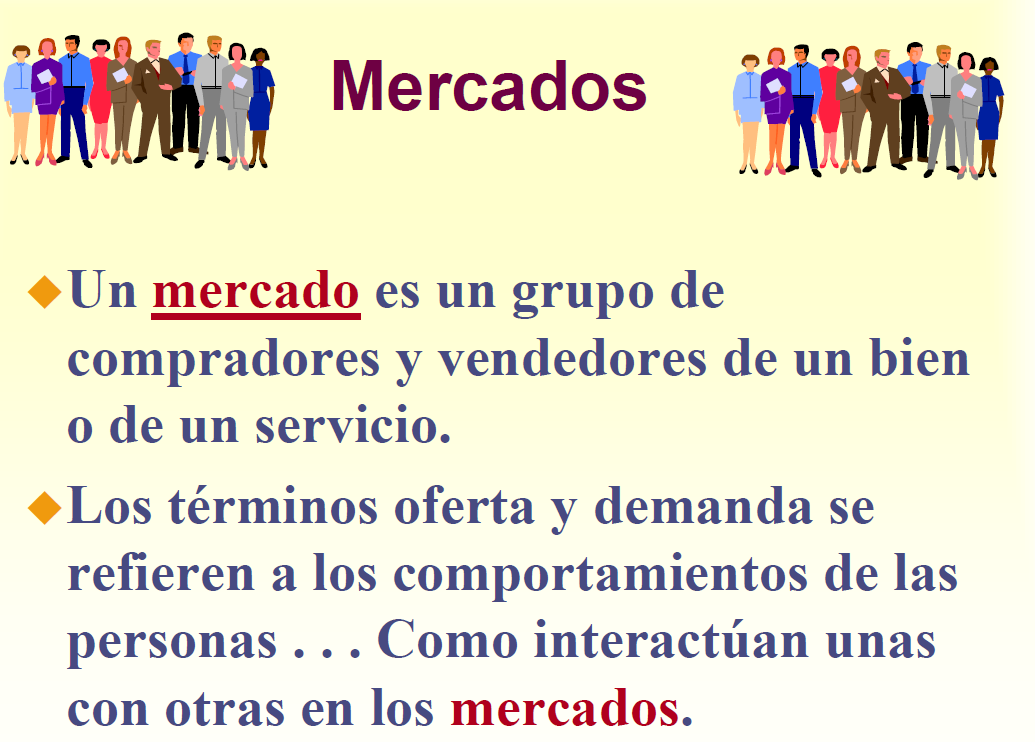 Mercados
Un mercado es un grupo de
compradores y vendedores de un bien
o de un servicio.
Los términos oferta y demanda se
refieren a los comportamientos de las
personas . . . Como interactúan unas
con otras en los mercados.